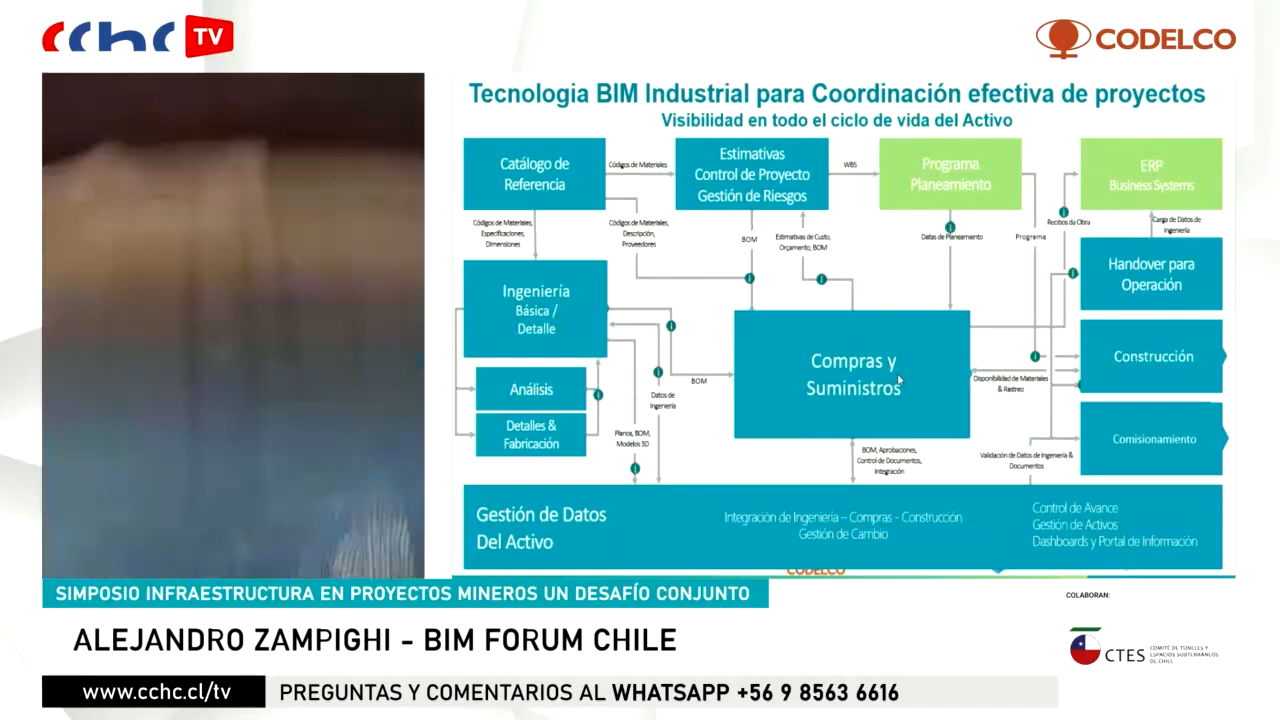 cchc TV
CODELCO
Tecnologia BIM Industrial para Coordinación efectiva de proyectos
Visibilidad en todo el ciclo de vida del Activo
Catálogo de
Referencia
Códigos de Materiales
Estimativas
Control de Proyecto
Gestión de Riesgos
WBS
Programa
Planeamiento
ERP
Business Systems
Códigos de Materiales,
Especificaciones,
Dimensiones
Códigos de Materiales,
Descripción,
Proveedores
BOM
Estimativas de Custo,
Orçamento, BOM
Datas de Planeamiento
Programa
Recibos da Obra
Carga de Datos de
Ingeniería
Ingeniería
Básica /
Detalle
Handover para
Operación
Compras y
Suministros
Construcción
Análisis
BOM
Datos de
Ingeniería
Disponibilidad de Materiales
& Rastreo
Detalles &
Fabricación
Planos, BOM,
Modelos 3D
BOM, Aprobaciones,
Control de Documentos,
Integración
Validación de Datos de Ingeniería &
Documentos
Comisionamiento
Gestión de Datos
Del Activo
Integración de Ingeniería – Compras - Construcción
Gestión de Cambio
Control de Avance
Gestión de Activos
Dashboards y Portal de Información
CODELCO
SIMPOSIO INFRAESTRUCTURA EN PROYECTOS MINEROS UN DESAFÍO CONJUNTO
COLABORAN:
ALEJANDRO ZAMPIGHI - BIM FORUM CHILE
CTES
COMITÉ DE TÚNELES Y
ESPACIOS SUBTERRÁNEOS
DE CHILE
www.cchc.cl/tv
PREGUNTAS Y COMENTARIOS AL WHATSAPP +56 9 8563 6616